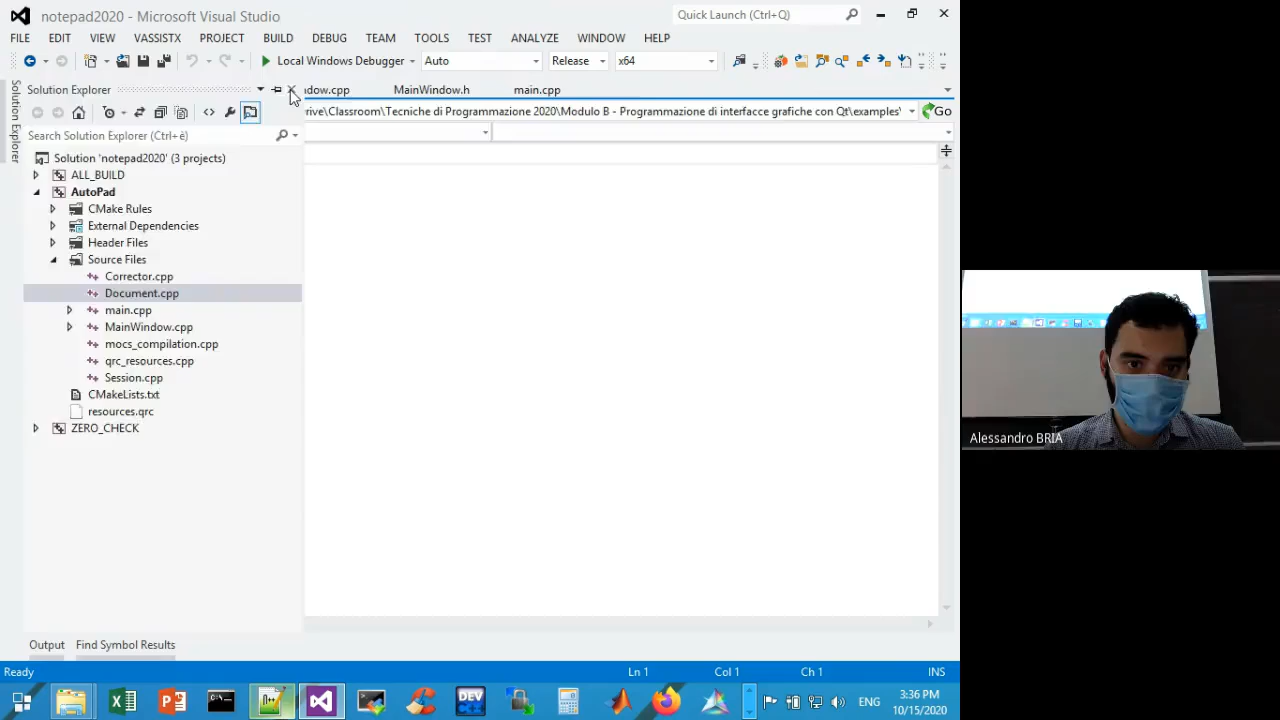 notepad2020 - Microsoft Visual Studio
Quick Launch (Ctrl+Q)
FILE EDIT VIEW VASSISTX PROJECT BUILD DEBUG TEAM TOOLS TEST ANALYZE WINDOW HELP
Local Windows Debugger Auto Release x64
Solution Explorer
Solution Explorer
ndow.cpp MainWindow.h main.cpp
rive\Classroom\Tecniche di Programmazione 2020\Modulo B - Programmazione di interfacce grafiche con Qt\examples\ Go
Search Solution Explorer (Ctrl+è)
Solution 'notepad2020' (3 projects)
ALL_BUILD
AutoPad
CMake Rules
External Dependencies
Header Files
Source Files
Corrector.cpp
Document.cpp
main.cpp
MainWindow.cpp
mocs_compilation.cpp
qrc_resources.cpp
Session.cpp
CMakeLists.txt
resources.qrc
ZERO_CHECK
Alessandro BRIA
Output Find Symbol Results
Ready Ln 1 Col 1 Ch 1 INS
DEV
ENG
3:36 PM
10/15/2020